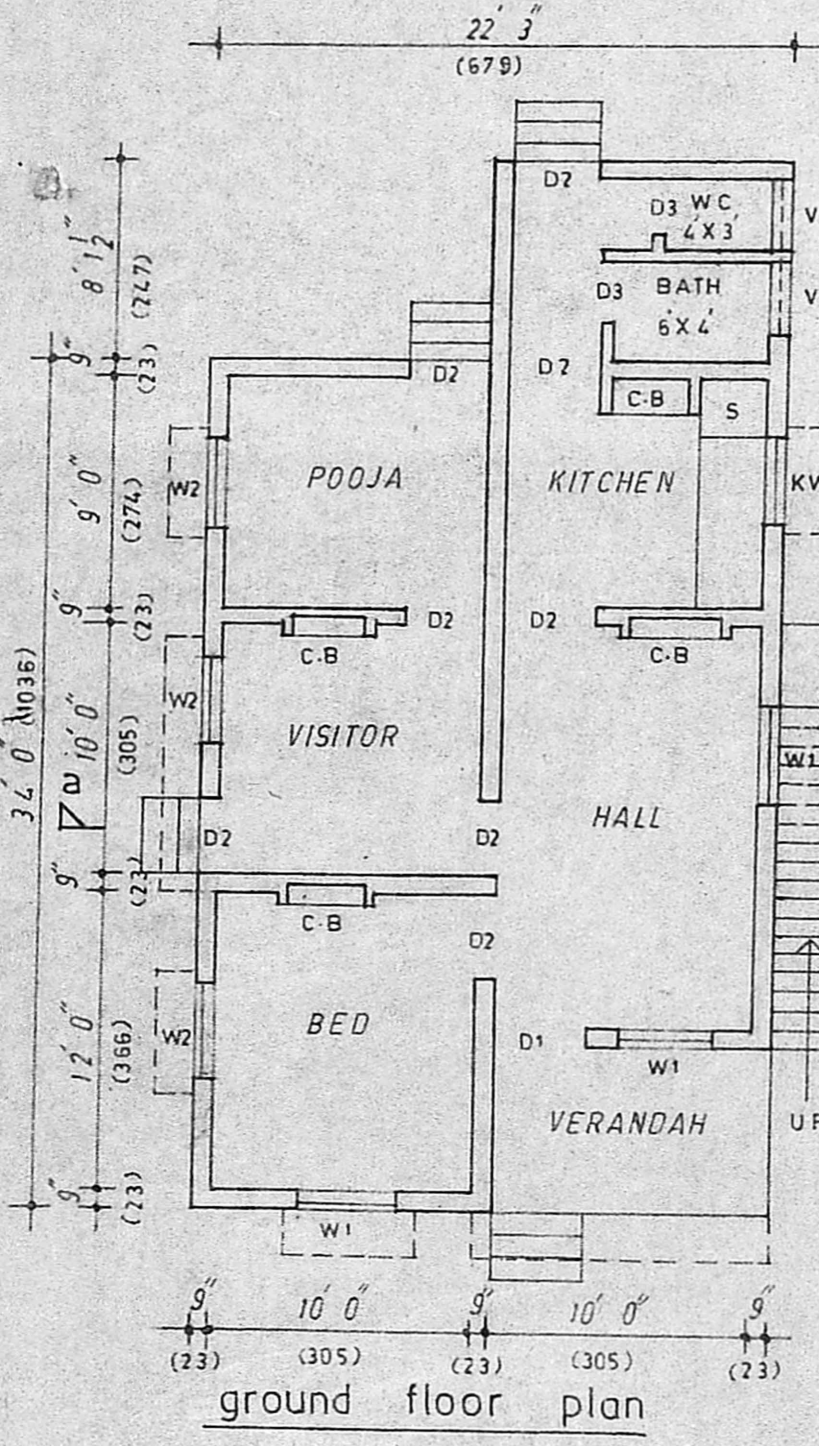 22' 3"
(679)
D2
D3 WC
4'X3'
V
8' 1 1/2"
(247)
D3 BATH
6'X4'
V
9"
(23)
D2
D2
C·B
S
POOJA
KITCHEN
W2
KW
9' 0"
(274)
9"
(23)
D2
D2
C·B
C·B
W2
34' 0" (1036)
10' 0"
(305)
VISITOR
W1
HALL
D2
D2
9"
(23)
C·B
D2
W2
12' 0"
(366)
BED
D1
W1
VERANDAH
UP
9"
(23)
W1
9" 10' 0" 9" 10' 0" 9"
(23) (305) (23) (305) (23)
ground floor plan